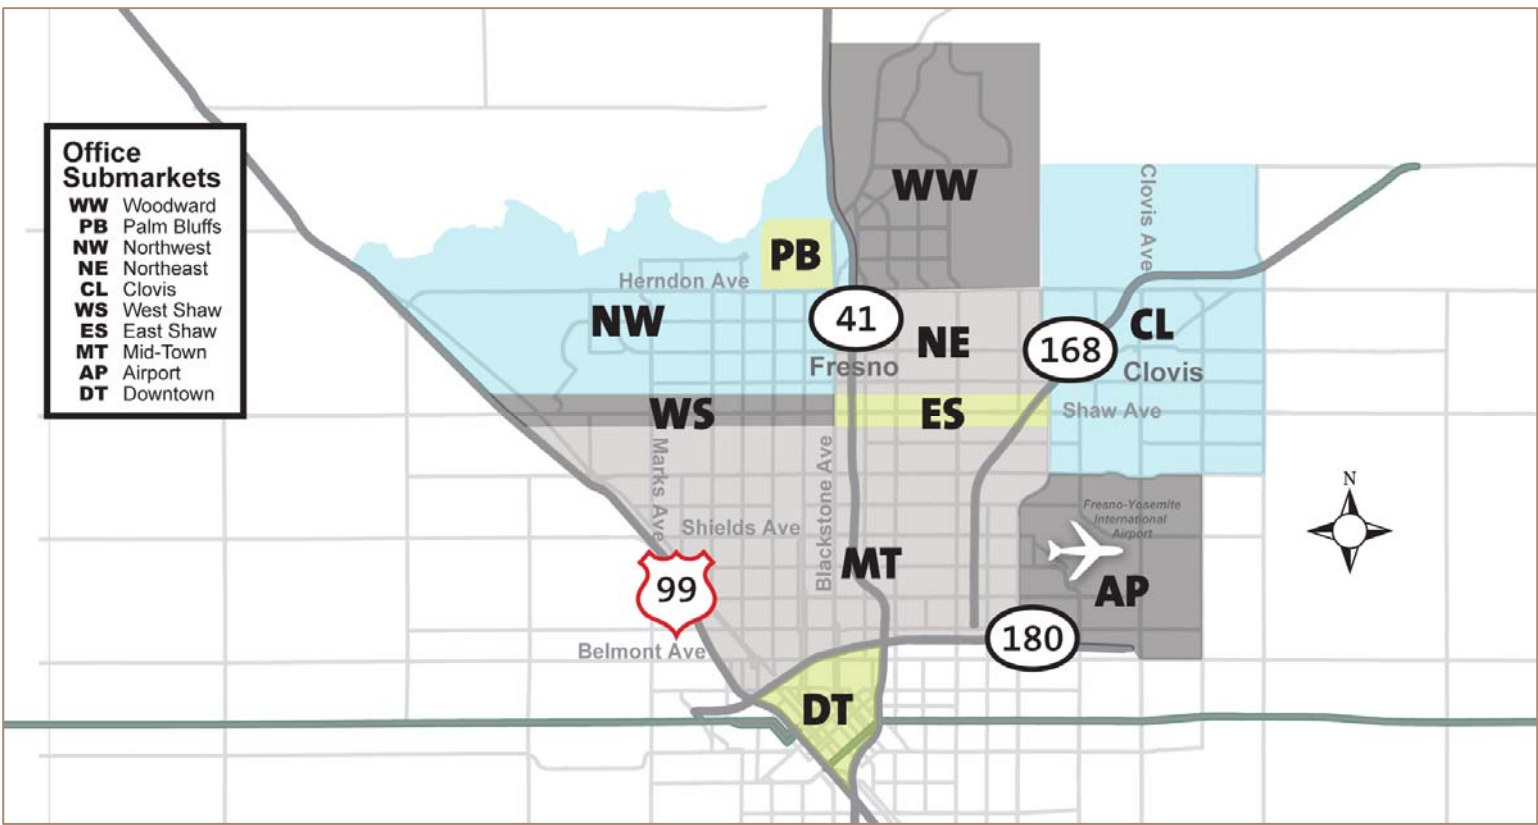 Office
Submarkets
WW Woodward
PB Palm Bluffs
NW Northwest
NE Northeast
CL Clovis
WS West Shaw
ES East Shaw
MT Mid-Town
AP Airport
DT Downtown
WW
Clovis Ave
PB
Herndon Ave
NW
41
NE
168
CL
Fresno
Clovis
WS
ES
Shaw Ave
Marks Ave
Blackstone Ave
N
Fresno-Yosemite
International
Airport
Shields Ave
MT
AP
99
180
Belmont Ave
DT